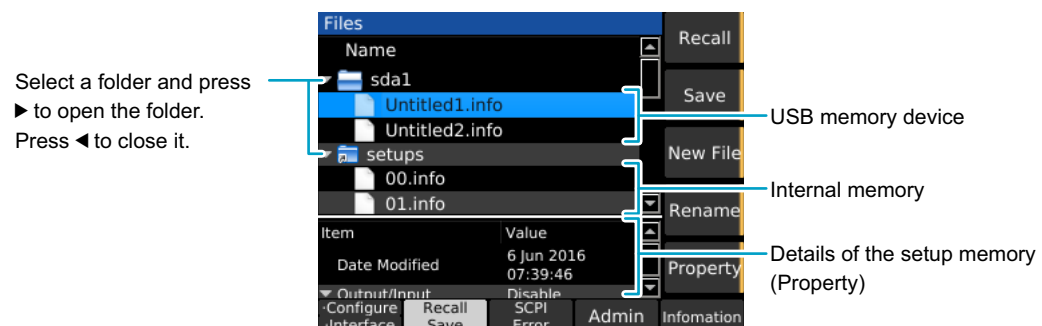 Files
Name
sda1
Untitled1.info
Untitled2.info
setups
00.info
01.info
Item Value
Date Modified 6 Jun 2016
07:39:46
Output/Input Disable
·Configure
·Interface
Recall
Save
SCPI
Error
Admin
Infomation
Recall
Save
New File
Rename
Property
Select a folder and press
▶ to open the folder.
Press ◀ to close it.
USB memory device
Internal memory
Details of the setup memory
(Property)